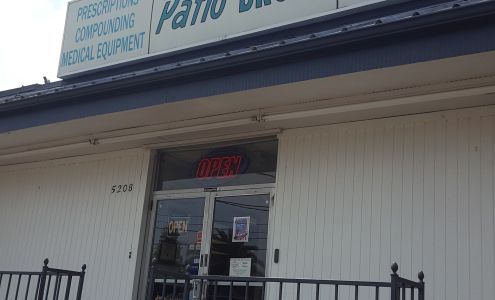 PRESCRIPTIONS
COMPOUNDING
MEDICAL EQUIPMENT
Patio
OPEN
5208
OPEN